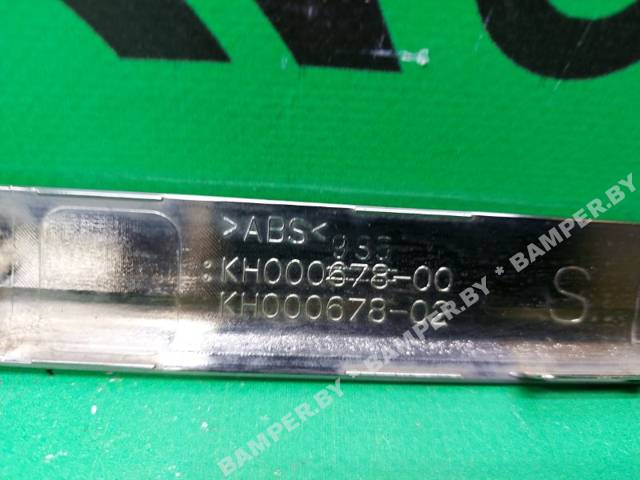 >ABS<
:KH000678-00
KH000678-0
S
BAMPER.BY * BAMPER.BY * BAMPER.BY